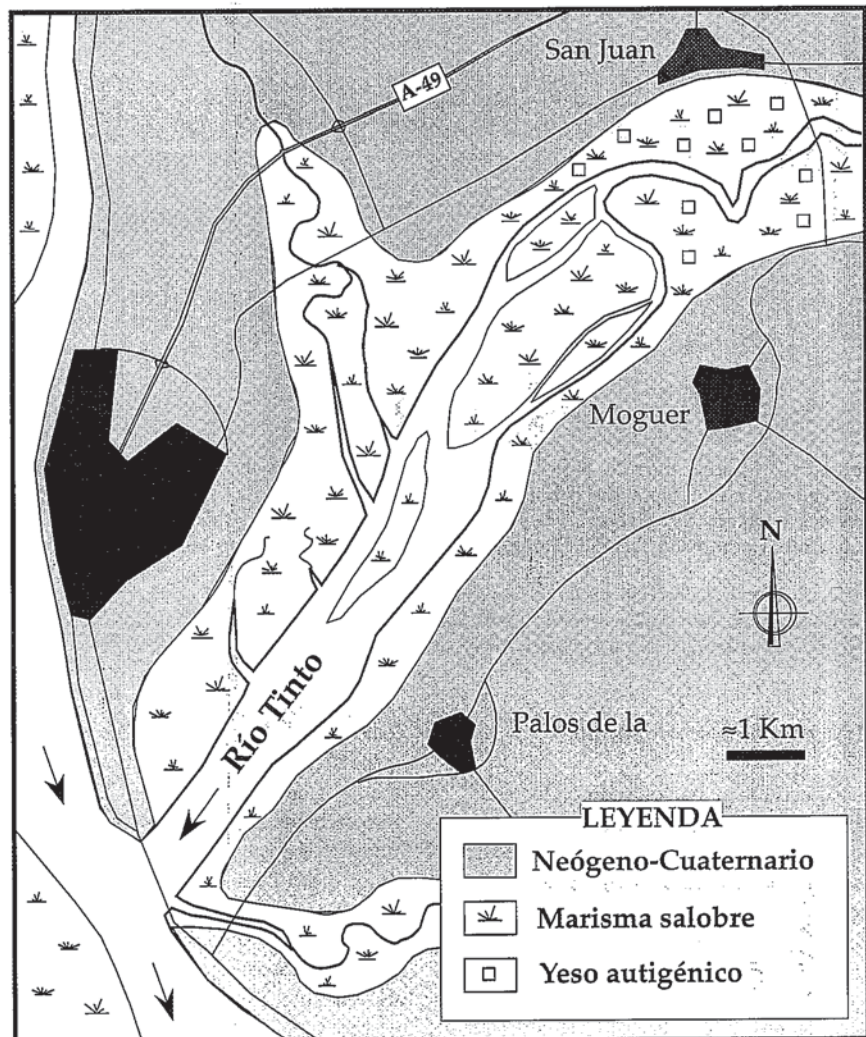 San Juan
A-49
Moguer
N
Río Tinto
Palos de la
≈1 Km
LEYENDA
Neógeno-Cuaternario
Marisma salobre
Yeso autigénico